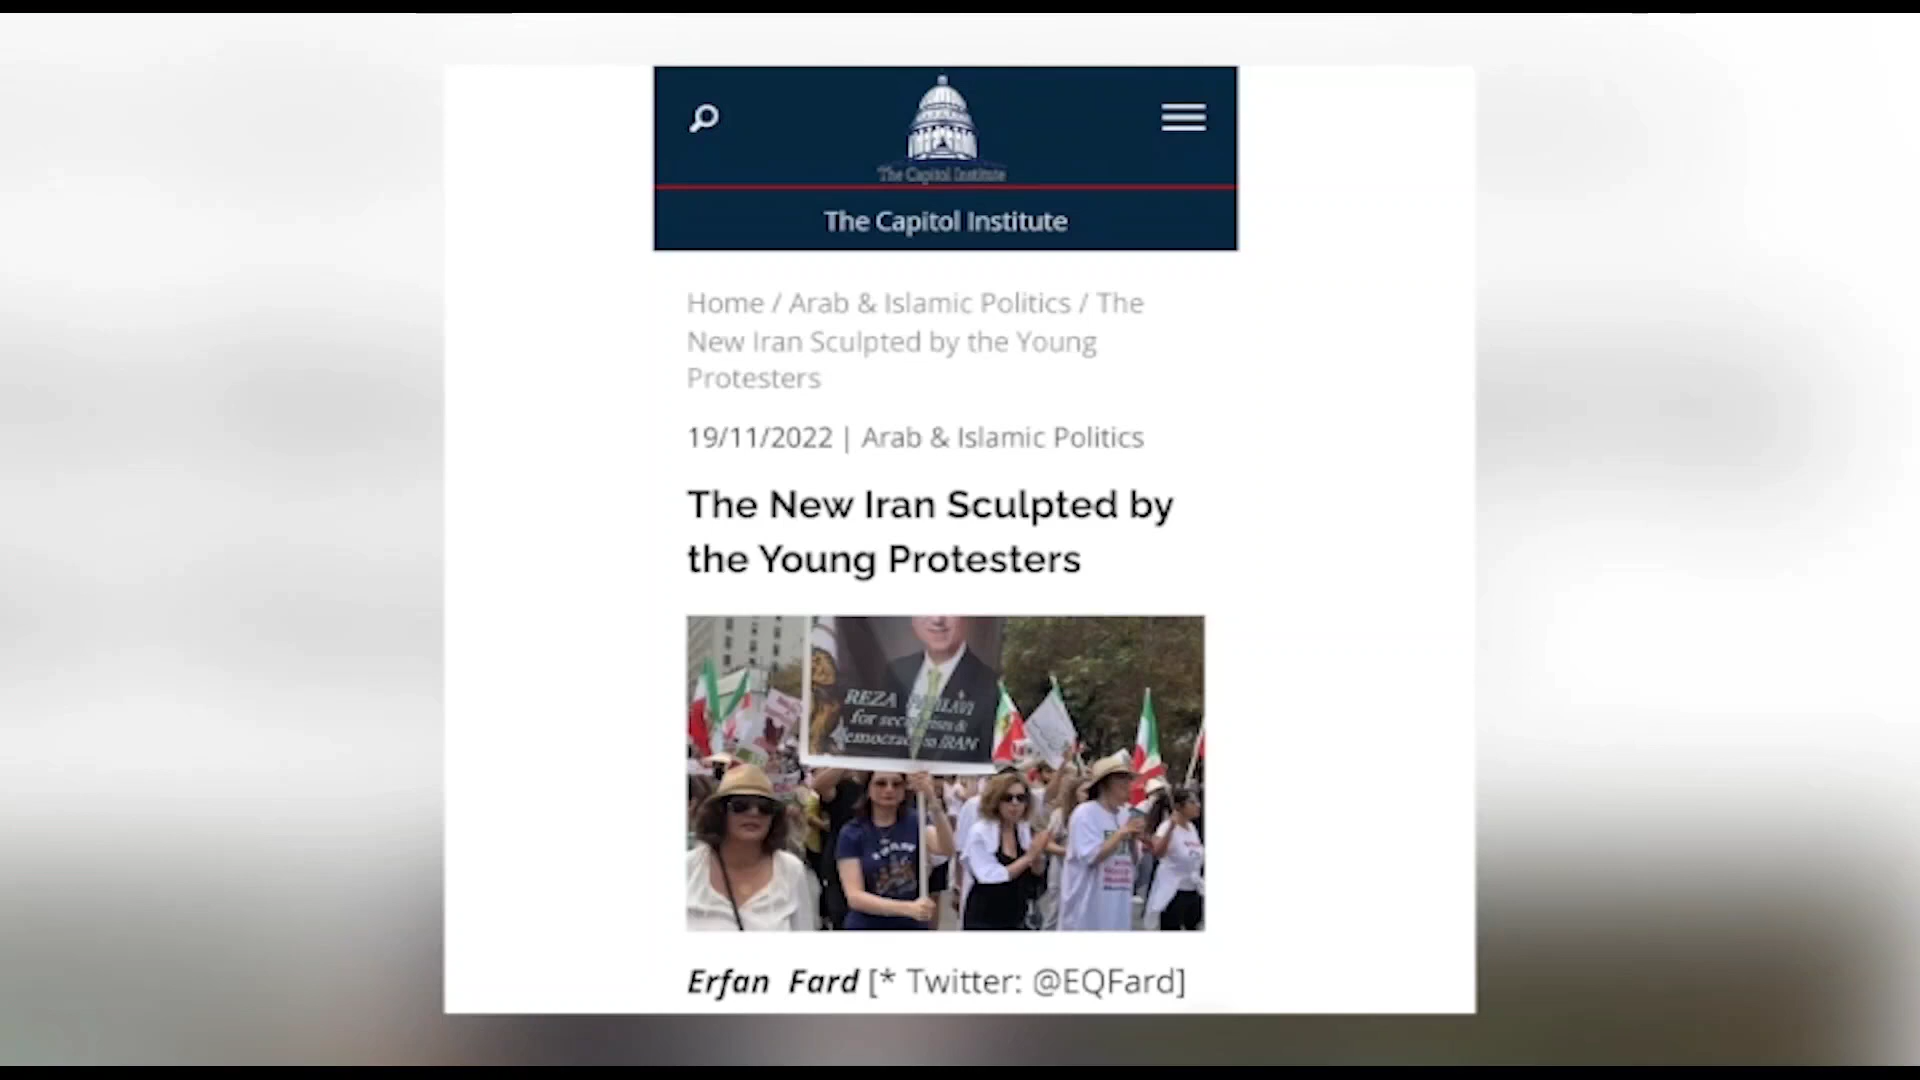 The Capitol Institute
The Capitol Institute
Home / Arab & Islamic Politics / The
New Iran Sculpted by the Young
Protesters
19/11/2022 | Arab & Islamic Politics
The New Iran Sculpted by
the Young Protesters
REZA
for
IRAN
Erfan Fard [* Twitter: @EQFard]